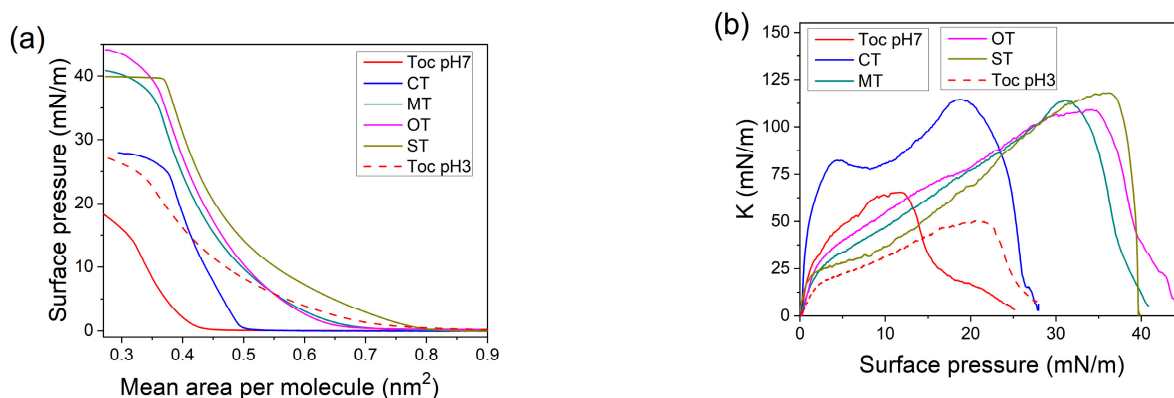 (a)
Surface pressure (mN/m)
40
30
20
10
0
0.3 0.4 0.5 0.6 0.7 0.8 0.9
Mean area per molecule (nm²)
Toc pH7
CT
MT
OT
ST
Toc pH3
(b)
K (mN/m)
150
125
100
75
50
25
0
0 10 20 30 40
Surface pressure (mN/m)
Toc pH7
CT
MT
OT
ST
Toc pH3